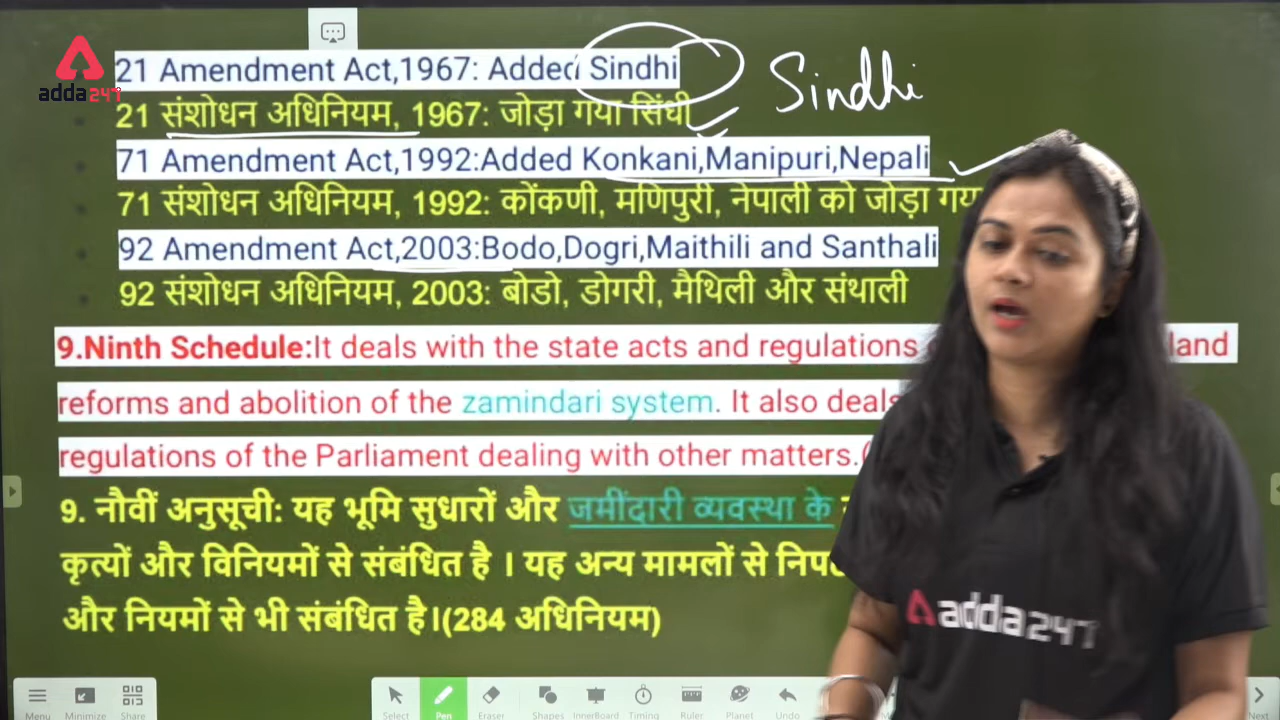 21 Amendment Act,1967: Added Sindhi
Sindhi
adda247
21 संशोधन अधिनियम, 1967: जोड़ा गया सिंधी
71 Amendment Act,1992:Added Konkani,Manipuri,Nepali
71 संशोधन अधिनियम, 1992: कोंकणी, मणिपुरी, नेपाली को जोड़ा
92 Amendment Act,2003:Bodo,Dogri,Maithili and Santhali
92 संशोधन अधिनियम, 2003: बोडो, डोगरी, मैथिली और संथाली
9.Ninth Schedule:It deals with the state acts and regulations land
reforms and abolition of the zamindari system. It also deals
regulations of the Parliament dealing with other matters.
9. नौवीं अनुसूची: यह भूमि सुधारों और जमींदारी व्यवस्था के
कृत्यों और विनियमों से संबंधित है । यह अन्य मामलों से
और नियमों से भी संबंधित है।(284 अधिनियम)
adda247
Menu Minimize Share Select Pen Eraser Shapes InnerBoard Timing Ruler Planet Undo Next